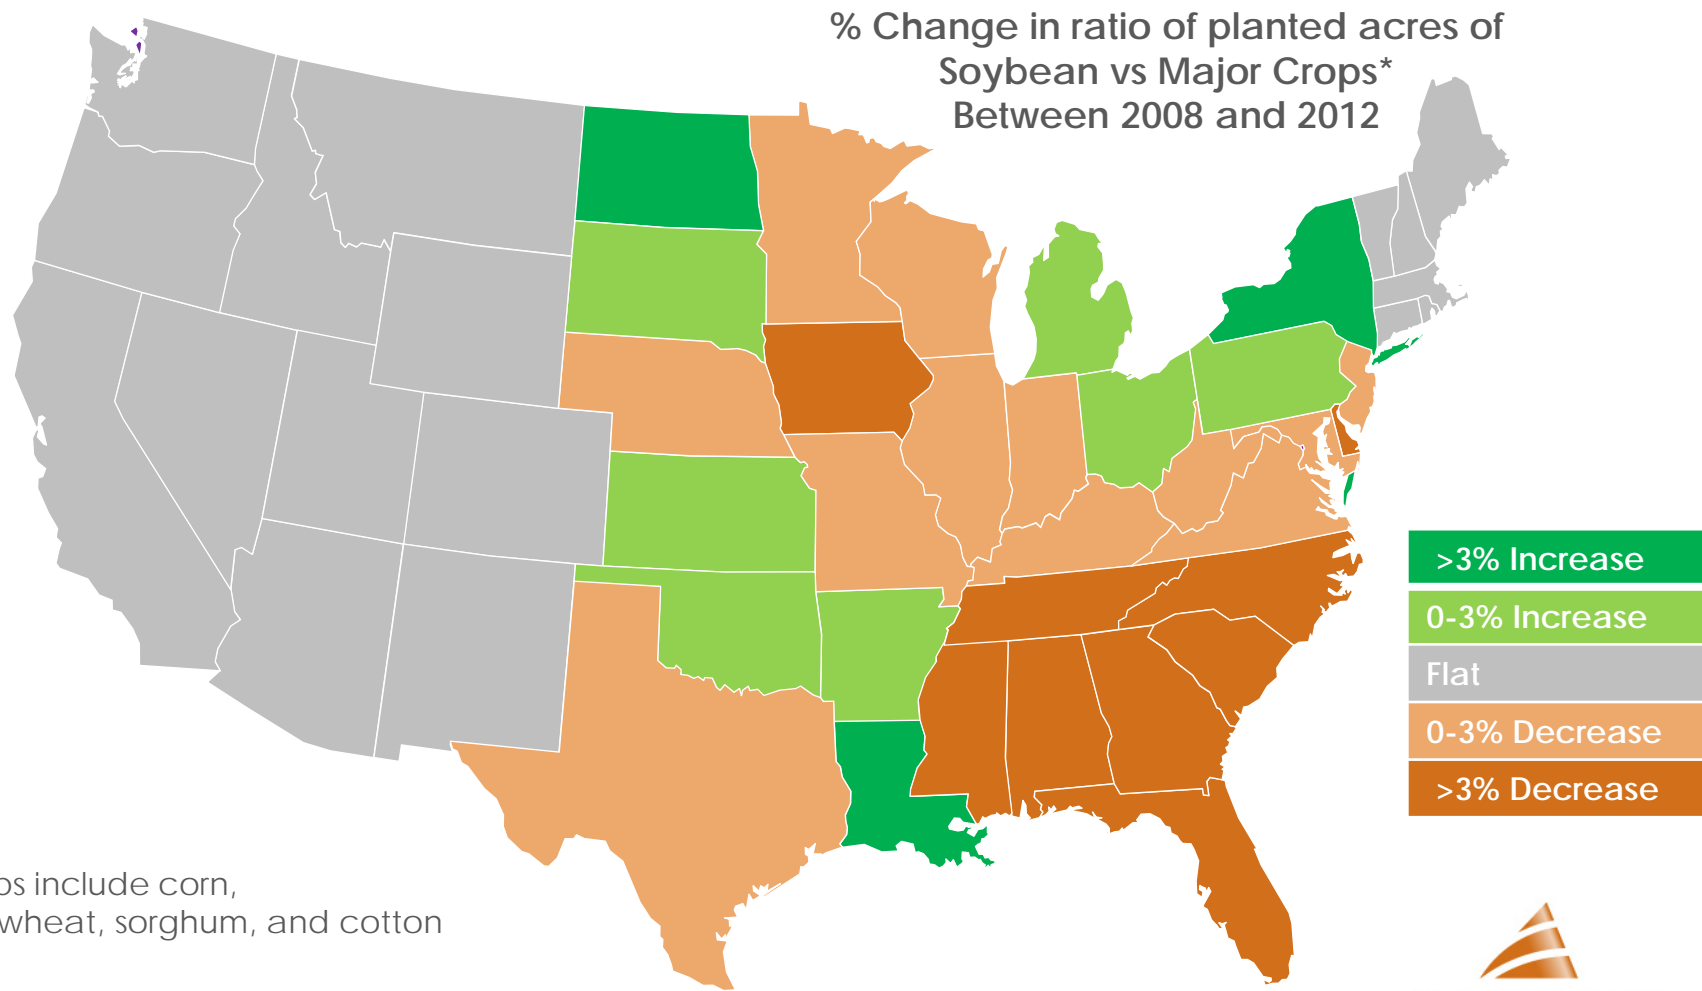 % Change in ratio of planted acres of
Soybean vs Major Crops*
Between 2008 and 2012
>3% Increase
0-3% Increase
Flat
0-3% Decrease
>3% Decrease
include corn,
wheat, sorghum, and cotton